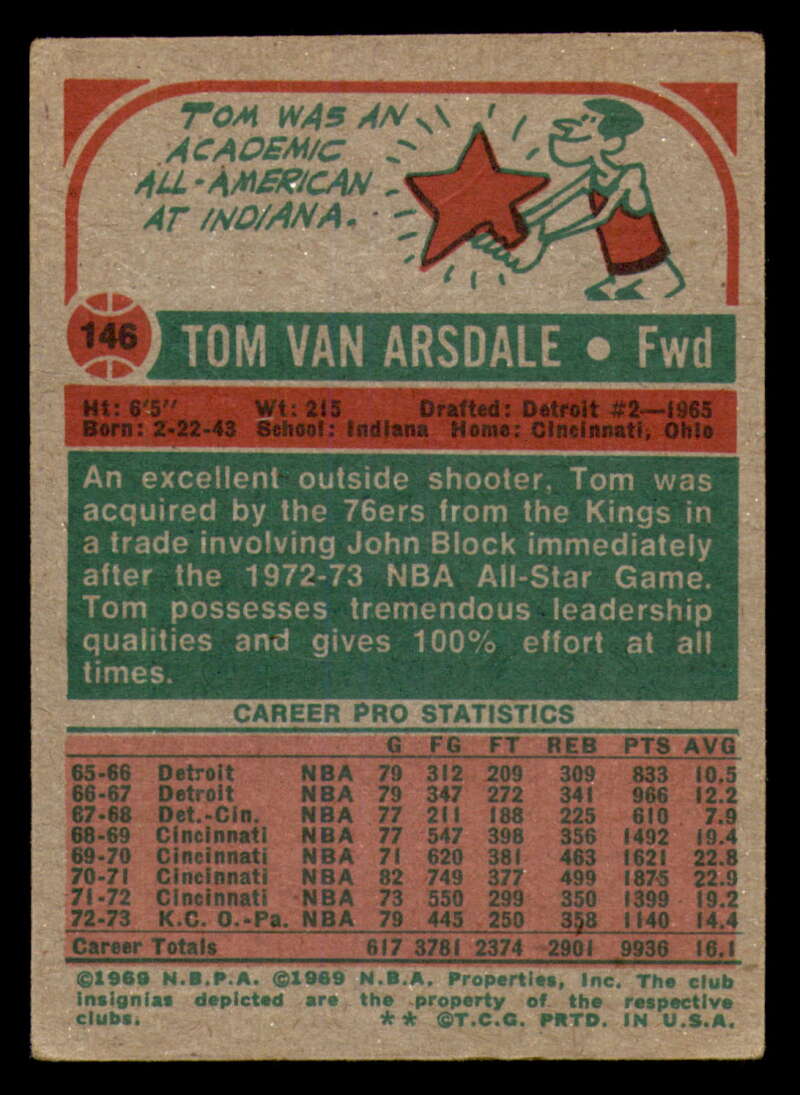 TOM WAS AN
ACADEMIC
ALL-AMERICAN
AT INDIANA.
146 TOM VAN ARSDALE • Fwd
Ht: 6'5" Wt: 215 Drafted: Detroit #2—1965
Born: 2-22-43 School: Indiana Home: Cincinnati, Ohio
An excellent outside shooter, Tom was
acquired by the 76ers from the Kings in
a trade involving John Block immediately
after the 1972-73 NBA All-Star Game.
Tom possesses tremendous leadership
qualities and gives 100% effort at all
times.
CAREER PRO STATISTICS
G FG FT REB PTS AVG
65-66 Detroit NBA 79 312 209 309 833 10.5
66-67 Detroit NBA 79 347 272 341 966 12.2
67-68 Det.-Cin. NBA 77 211 188 225 610 7.9
68-69 Cincinnati NBA 77 547 398 356 1492 19.4
69-70 Cincinnati NBA 71 620 381 463 1621 22.8
70-71 Cincinnati NBA 82 749 377 499 1875 22.9
71-72 Cincinnati NBA 73 550 299 350 1399 19.2
72-73 K.C. O.-Pa. NBA 79 445 250 358 1140 14.4
Career Totals 617 3781 2374 2901 9936 16.1
©1969 N.B.P.A. ©1969 N.B.A. Properties, Inc. The club
insignias depicted are the property of the respective
clubs. ** ©T.C.G. PRTD. IN U.S.A.